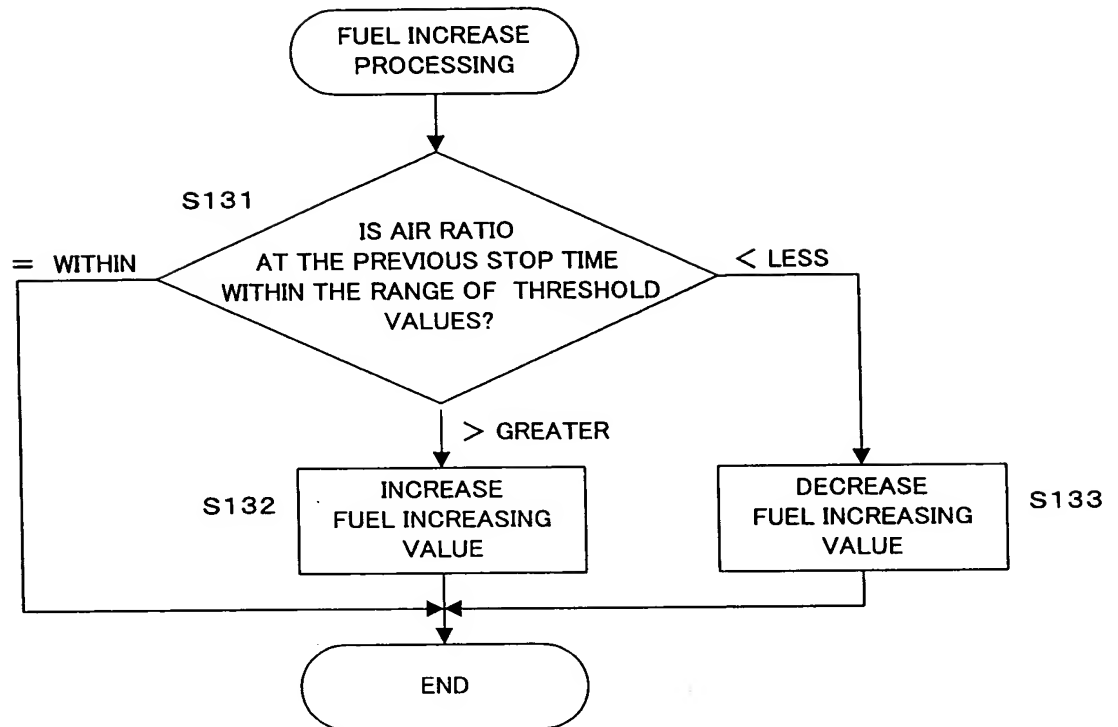 FUEL INCREASE
PROCESSING
S131
IS AIR RATIO
AT THE PREVIOUS STOP TIME
WITHIN THE RANGE OF THRESHOLD
VALUES?
= WITHIN
< LESS
> GREATER
S132
INCREASE
FUEL INCREASING
VALUE
DECREASE
FUEL INCREASING
VALUE
S133
END